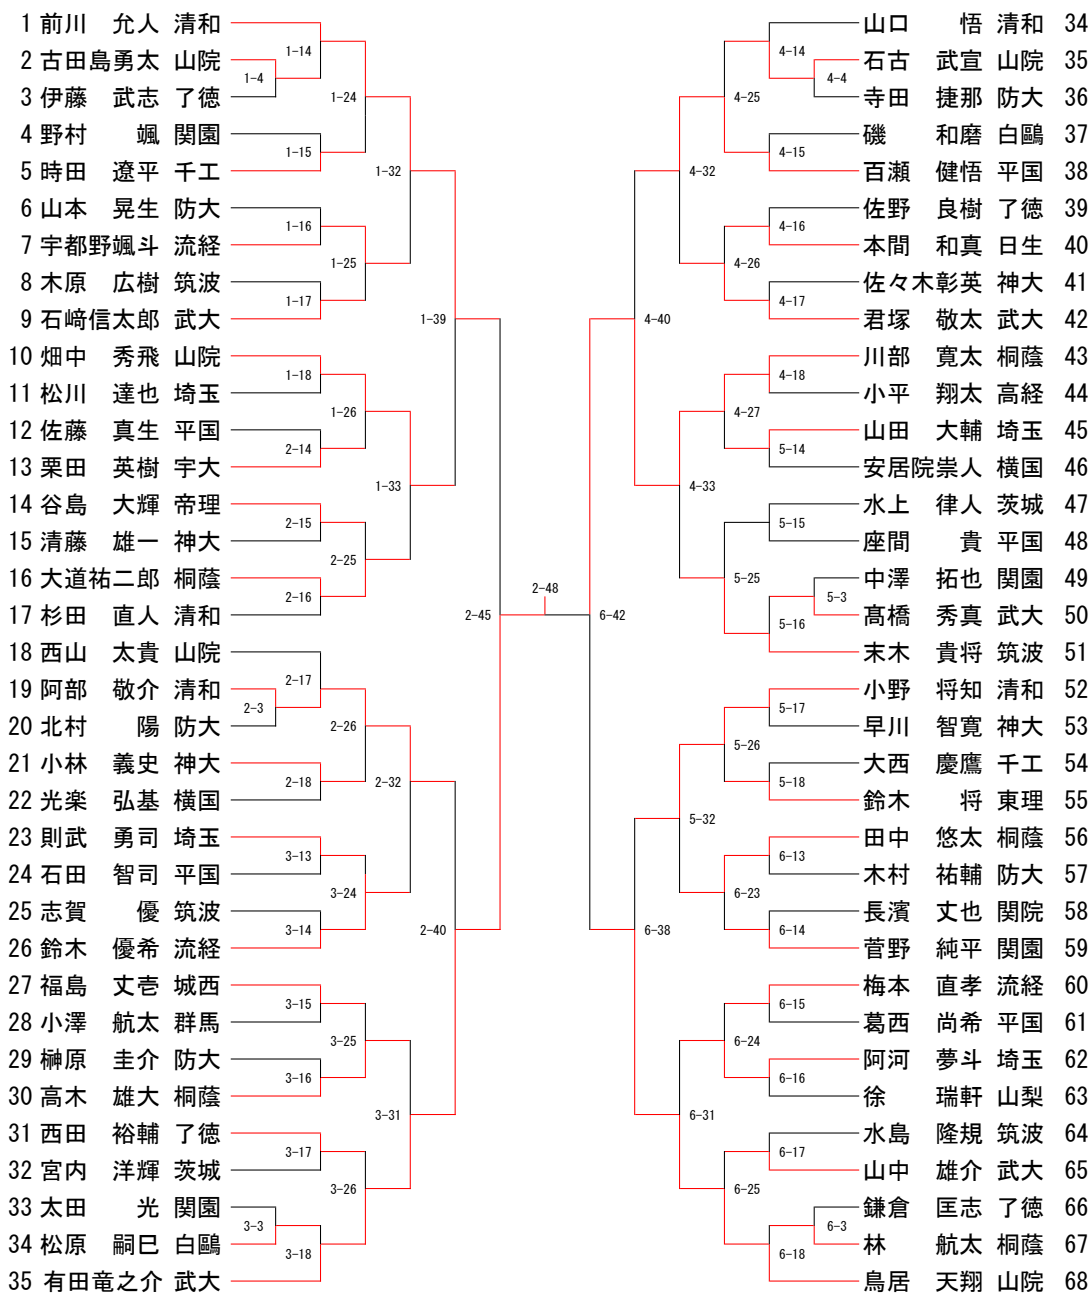 1 前川 允人 清和
2 古田島勇太 山院
3 伊藤 武志 了徳
4 野村 颯 関園
5 時田 遼平 千工
6 山本 晃生 防大
7 宇都野颯斗 流経
8 木原 広樹 筑波
9 石﨑信太郎 武大
10 畑中 秀飛 山院
11 松川 達也 埼玉
12 佐藤 真生 平国
13 栗田 英樹 宇大
14 谷島 大輝 帝理
15 清藤 雄一 神大
16 大道祐二郎 桐蔭
17 杉田 直人 清和
18 西山 太貴 山院
19 阿部 敬介 清和
20 北村 陽 防大
21 小林 義史 神大
22 光楽 弘基 横国
23 則武 勇司 埼玉
24 石田 智司 平国
25 志賀 優 筑波
26 鈴木 優希 流経
27 福島 丈壱 城西
28 小澤 航太 群馬
29 榊原 圭介 防大
30 高木 雄大 桐蔭
31 西田 裕輔 了徳
32 宮内 洋輝 茨城
33 太田 光 関園
34 松原 嗣巳 白鷗
35 有田竜之介 武大
1-14
1-4
1-24
1-15
1-32
1-16
1-25
1-17
1-39
1-18
1-26
2-14
1-33
2-15
2-25
2-16
2-45
2-17
2-3
2-26
2-18
2-32
3-13
3-24
3-14
2-40
3-15
3-25
3-16
3-31
3-17
3-26
3-3
3-18
2-48
6-42
4-14
4-4
4-25
4-15
4-32
4-16
4-26
4-17
4-40
4-18
4-27
5-14
4-33
5-15
5-25
5-3
5-16
5-17
5-26
5-18
5-32
6-13
6-23
6-14
6-38
6-15
6-24
6-16
6-31
6-17
6-25
6-3
6-18
山口 悟 清和 34
石古 武宣 山院 35
寺田 捷那 防大 36
磯 和磨 白鷗 37
百瀬 健悟 平国 38
佐野 良樹 了徳 39
本間 和真 日生 40
佐々木彰英 神大 41
君塚 敬太 武大 42
川部 寛太 桐蔭 43
小平 翔太 高経 44
山田 大輔 埼玉 45
安居院崇人 横国 46
水上 律人 茨城 47
座間 貴 平国 48
中澤 拓也 関園 49
髙橋 秀真 武大 50
末木 貴将 筑波 51
小野 将知 清和 52
早川 智寛 神大 53
大西 慶鷹 千工 54
鈴木 将 東理 55
田中 悠太 桐蔭 56
木村 祐輔 防大 57
長濱 丈也 関院 58
菅野 純平 関園 59
梅本 直孝 流経 60
葛西 尚希 平国 61
阿河 夢斗 埼玉 62
徐 瑞軒 山梨 63
水島 隆規 筑波 64
山中 雄介 武大 65
鎌倉 匡志 了徳 66
林 航太 桐蔭 67
鳥居 天翔 山院 68